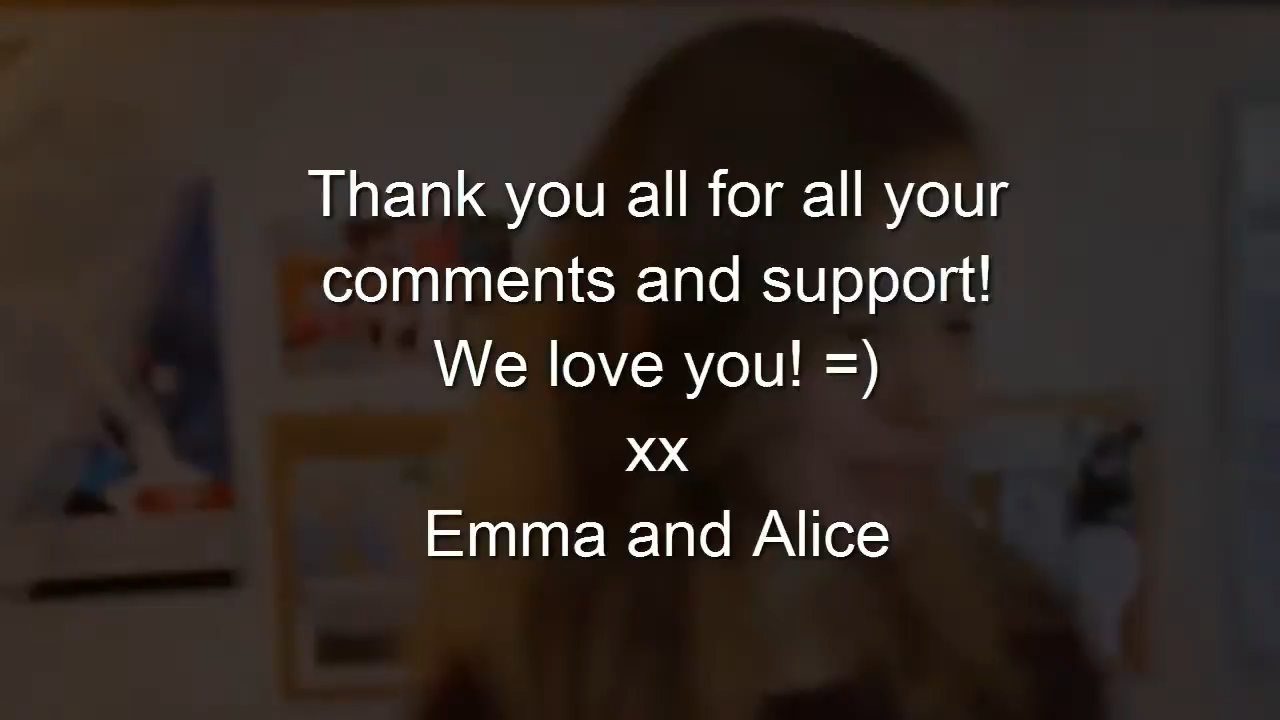 Thank you all for all your
comments and support!
We love you! =)
xx
Emma and Alice